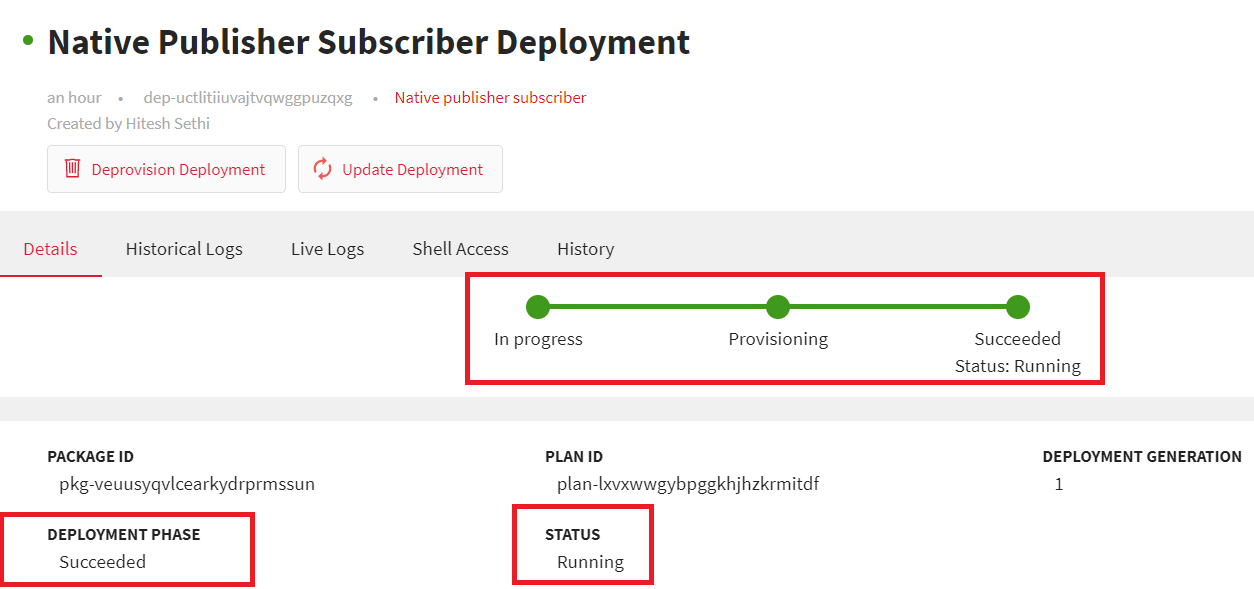 Native Publisher Subscriber Deployment
an hour • dep-uctlitiiuvajtvqwggpuzqxg • Native publisher subscriber
Created by Hitesh Sethi
Deprovision Deployment Update Deployment
Details Historical Logs Live Logs Shell Access History
In progress Provisioning Succeeded
Status: Running
PACKAGE ID PLAN ID DEPLOYMENT GENERATION
pkg-veuusyqvlcearkydrprmssun plan-lxvxwwgybpggkhjhzkrmitdf 1
DEPLOYMENT PHASE STATUS
Succeeded Running